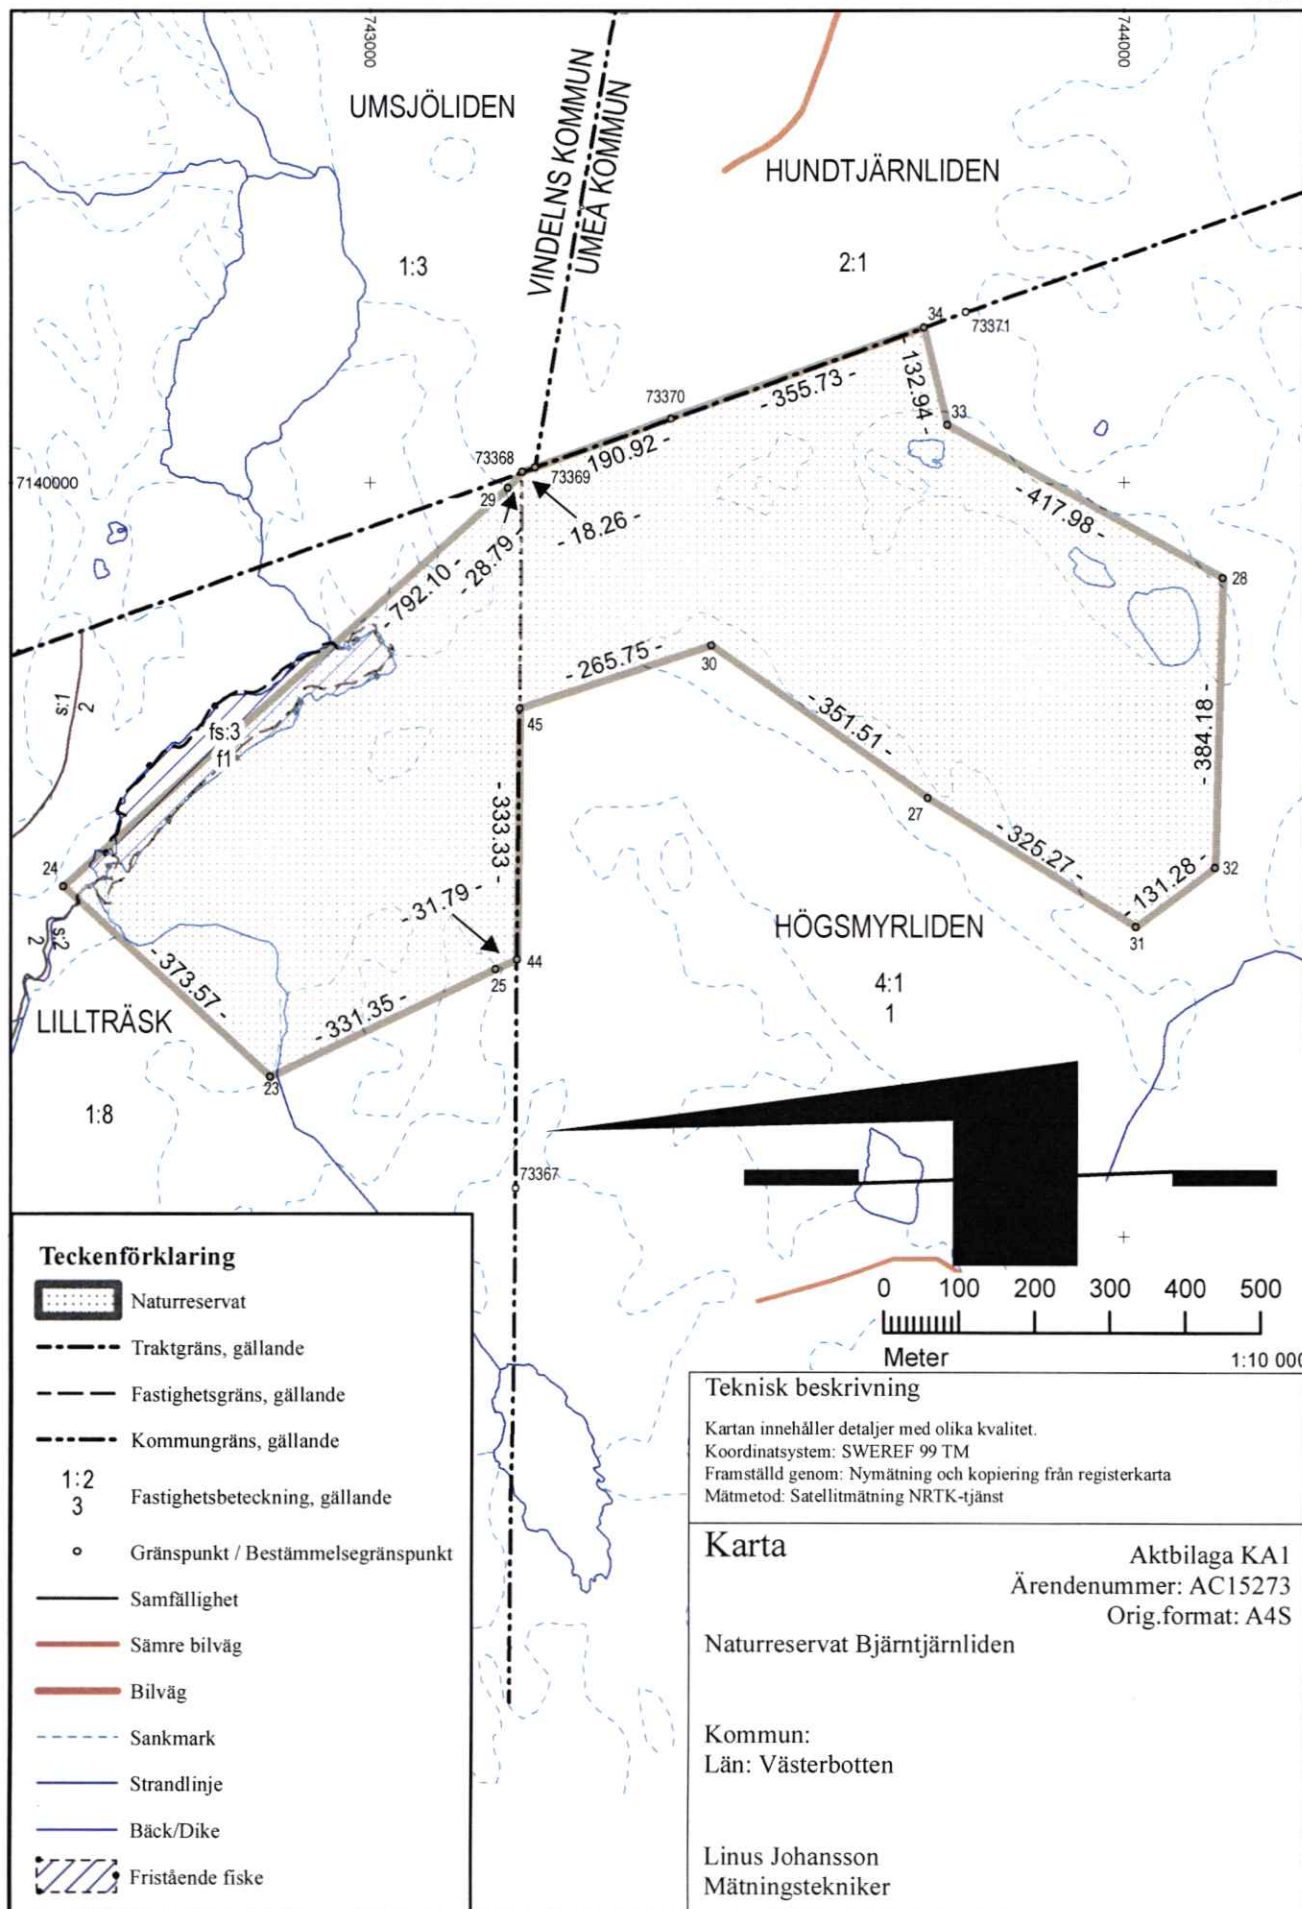 743000
744000
UMSJÖLIDEN
VINDELNS KOMMUN
UMEÅ KOMMUN
HUNDTJÄRNLIDEN
1:3
2:1
34
73371
- 355.73 -
- 132.94 -
33
73370
190.92
73368
73369
7140000
29
- 18.26 -
- 28.79
- 792.10 -
- 417.98 -
28
- 265.75 -
30
45
s:1
2
fs:3
f1
- 351.51 -
- 384.18 -
27
- 333.33 -
- 325.27 -
24
32
- 131.28 -
- 31.79 -
31
HÖGSMYRLIDEN
44
25
s:2
2
- 373.57 -
4:1
1
LILLTRÄSK
- 331.35 -
23
1:8
73367
0 100 200 300 400 500
Meter
1:10 000
Teckenförklaring
Naturreservat
Traktgräns, gällande
Fastighetsgräns, gällande
Kommungräns, gällande
1:2
3
Fastighetsbeteckning, gällande
Gränspunkt / Bestämmelsegränspunkt
Samfällighet
Sämre bilväg
Bilväg
Sankmark
Strandlinje
Bäck/Dike
Fristående fiske
Teknisk beskrivning
Kartan innehåller detaljer med olika kvalitet.
Koordinatsystem: SWEREF 99 TM
Framställd genom: Nymätning och kopiering från registerkarta
Mätmetod: Satellitmätning NRTK-tjänst
Karta
Aktbilaga KA1
Ärendenummer: AC15273
Orig.format: A4S
Naturreservat Bjärntjärnliden
Kommun:
Län: Västerbotten
Linus Johansson
Mätningstekniker